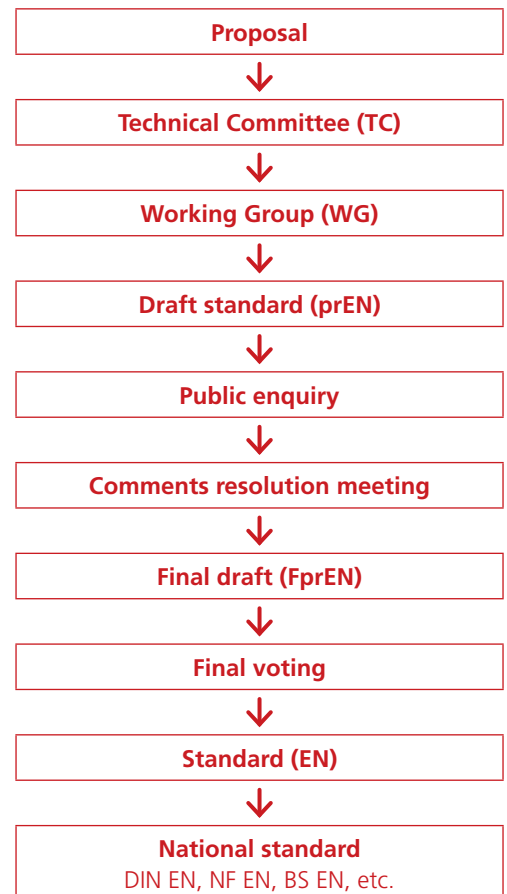 Proposal
Technical Committee (TC)
Working Group (WG)
Draft standard (prEN)
Public enquiry
Comments resolution meeting
Final draft (FprEN)
Final voting
Standard (EN)
National standard
DIN EN, NF EN, BS EN, etc.